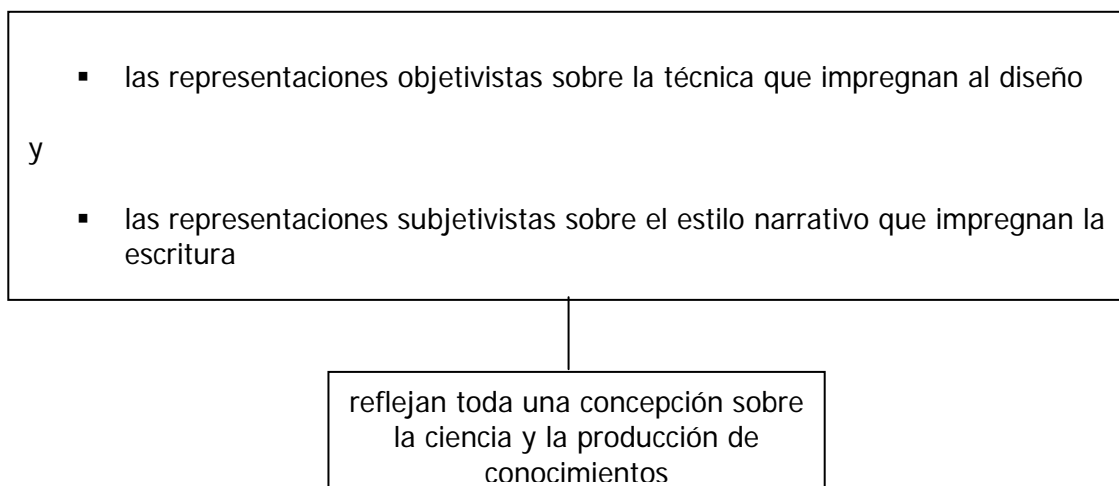 ▪ las representaciones objetivistas sobre la técnica que impregnan al diseño
y
▪ las representaciones subjetivistas sobre el estilo narrativo que impregnan la
escritura
reflejan toda una concepción sobre
la ciencia y la producción de
conocimientos